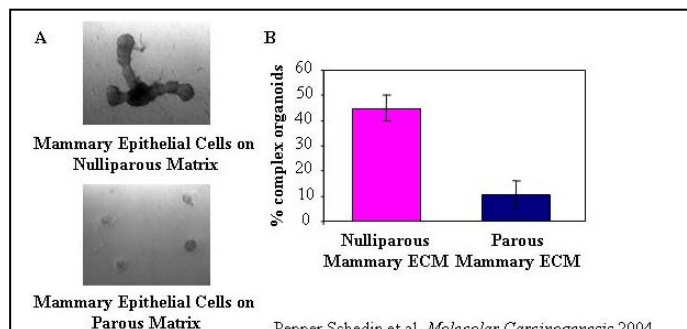 A
Mammary Epithelial Cells on
Nulliparous Matrix
Mammary Epithelial Cells on
Parous Matrix
B
% complex organoids
60
50
40
30
20
10
0
Nulliparous
Mammary ECM
Parous
Mammary ECM
Schedin et al. Molecular Carcinogenesis 2004